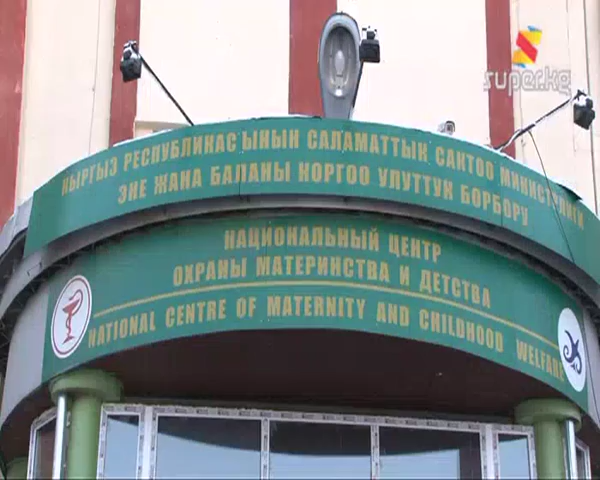 super.kg
КЫРГЫЗ РЕСПУБЛИКАСЫНЫН САЛАМАТТЫК САКТОО МИНИСТРЛИГИ
ЭНЕ ЖАНА БАЛАНЫ КОРГОО УЛУТТУК БОРБОРУ
НАЦИОНАЛЬНЫЙ ЦЕНТР
ОХРАНЫ МАТЕРИНСТВА И ДЕТСТВА
NATIONAL CENTRE OF MATERNITY AND CHILDHOOD WELFARE